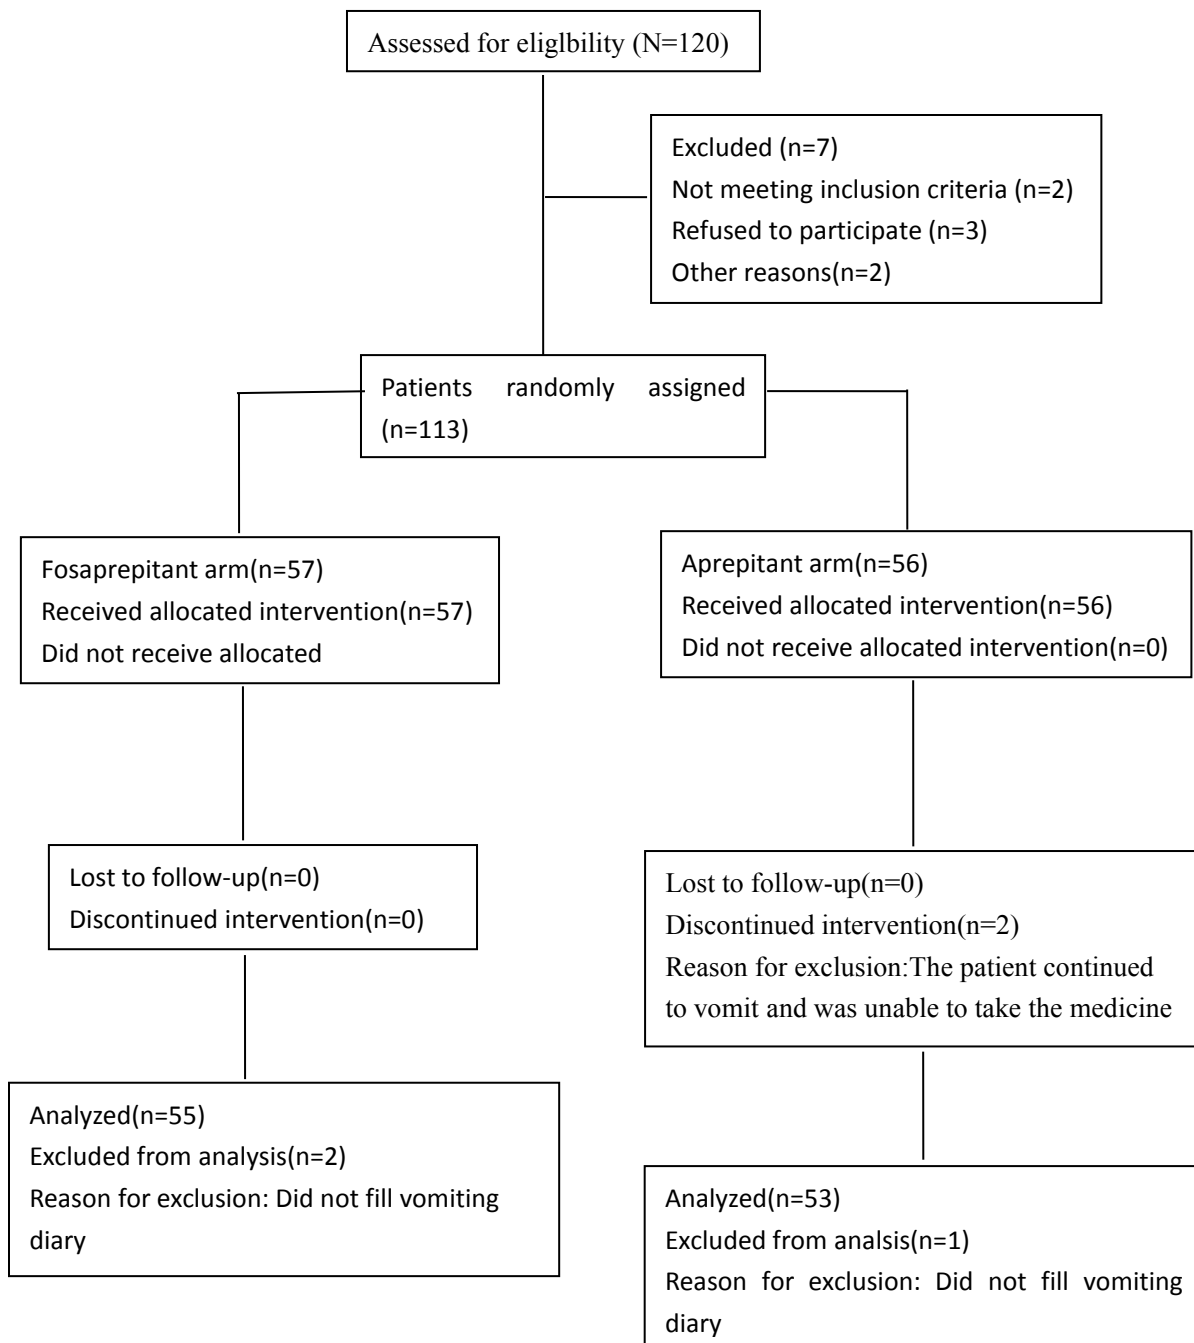 Assessed for eliglbility (N=120)
Excluded (n=7)
Not meeting inclusion criteria (n=2)
Refused to participate (n=3)
Other reasons(n=2)
Patients randomly assigned
(n=113)
Fosaprepitant arm(n=57)
Received allocated intervention(n=57)
Did not receive allocated
Aprepitant arm(n=56)
Received allocated intervention(n=56)
Did not receive allocated intervention(n=0)
Lost to follow-up(n=0)
Discontinued intervention(n=0)
Lost to follow-up(n=0)
Discontinued intervention(n=2)
Reason for exclusion:The patient continued
to vomit and was unable to take the medicine
Analyzed(n=55)
Excluded from analysis(n=2)
Reason for exclusion: Did not fill vomiting
diary
Analyzed(n=53)
Excluded from analsis(n=1)
Reason for exclusion: Did not fill vomiting
diary